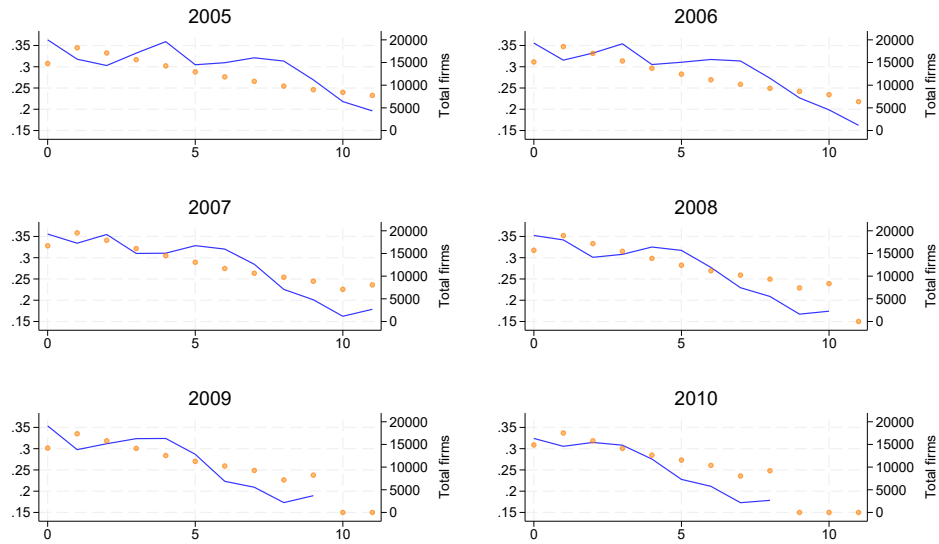 2005 2006
.35 20000 .35 20000
.3 15000 .3 15000
.25 10000 .25 10000
.2 5000 .2 5000
.15 0 .15 0
Total firms Total firms
0 5 10 0 5 10
2007 2008
.35 20000 .35 20000
.3 15000 .3 15000
.25 10000 .25 10000
.2 5000 .2 5000
.15 0 .15 0
Total firms Total firms
0 5 10 0 5 10
2009 2010
.35 20000 .35 20000
.3 15000 .3 15000
.25 10000 .25 10000
.2 5000 .2 5000
.15 0 .15 0
Total firms Total firms
0 5 10 0 5 10